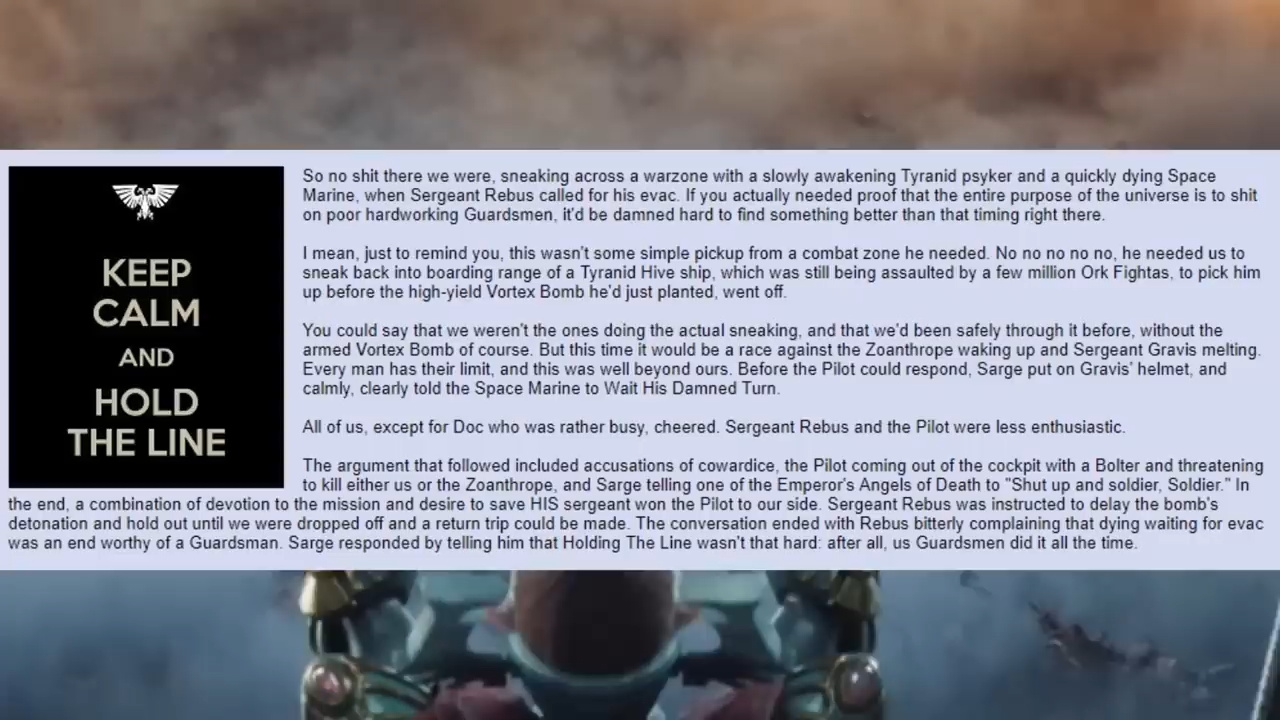 KEEP
CALM
AND
HOLD
THE LINE
So no shit there we were, sneaking across a warzone with a slowly awakening Tyranid psyker and a quickly dying Space
Marine, when Sergeant Rebus called for his evac. If you actually needed proof that the entire purpose of the universe is to shit
on poor hardworking Guardsmen, it'd be damned hard to find something better than that timing right there.
I mean, just to remind you, this wasn't some simple pickup from a combat zone he needed. No no no no no, he needed us to
sneak back into boarding range of a Tyranid Hive ship, which was still being assaulted by a few million Ork Fightas, to pick him
up before the high-yield Vortex Bomb he'd just planted, went off.
You could say that we weren't the ones doing the actual sneaking, and that we'd been safely through it before, without the
armed Vortex Bomb of course. But this time it would be a race against the Zoanthrope waking up and Sergeant Gravis melting.
Every man has their limit, and this was well beyond ours. Before the Pilot could respond, Sarge put on Gravis' helmet, and
calmly, clearly told the Space Marine to Wait His Damned Turn.
All of us, except for Doc who was rather busy, cheered. Sergeant Rebus and the Pilot were less enthusiastic.
The argument that followed included accusations of cowardice, the Pilot coming out of the cockpit with a Bolter and threatening
to kill either us or the Zoanthrope, and Sarge telling one of the Emperor's Angels of Death to "Shut up and soldier, Soldier." In
the end, a combination of devotion to the mission and desire to save HIS sergeant won the Pilot to our side. Sergeant Rebus was instructed to delay the bomb's
detonation and hold out until we were dropped off and a return trip could be made. The conversation ended with Rebus bitterly complaining that dying waiting for evac
was an end worthy of a Guardsman. Sarge responded by telling him that Holding The Line wasn't that hard: after all, us Guardsmen did it all the time.